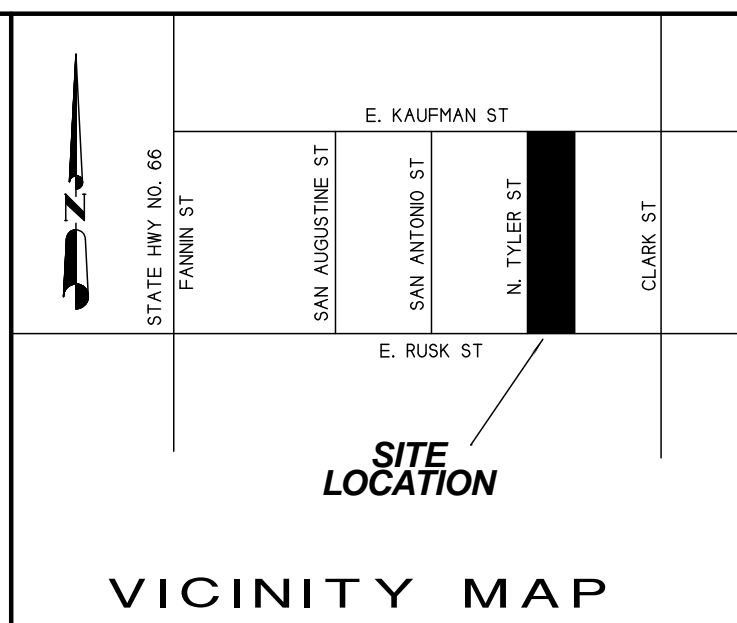 E. KAUFMAN ST
N
STATE HWY NO. 66
FANNIN ST
SAN AUGUSTINE ST
SAN ANTONIO ST
N. TYLER ST
CLARK ST
E. RUSK ST
SITE
LOCATION
VICINITY MAP